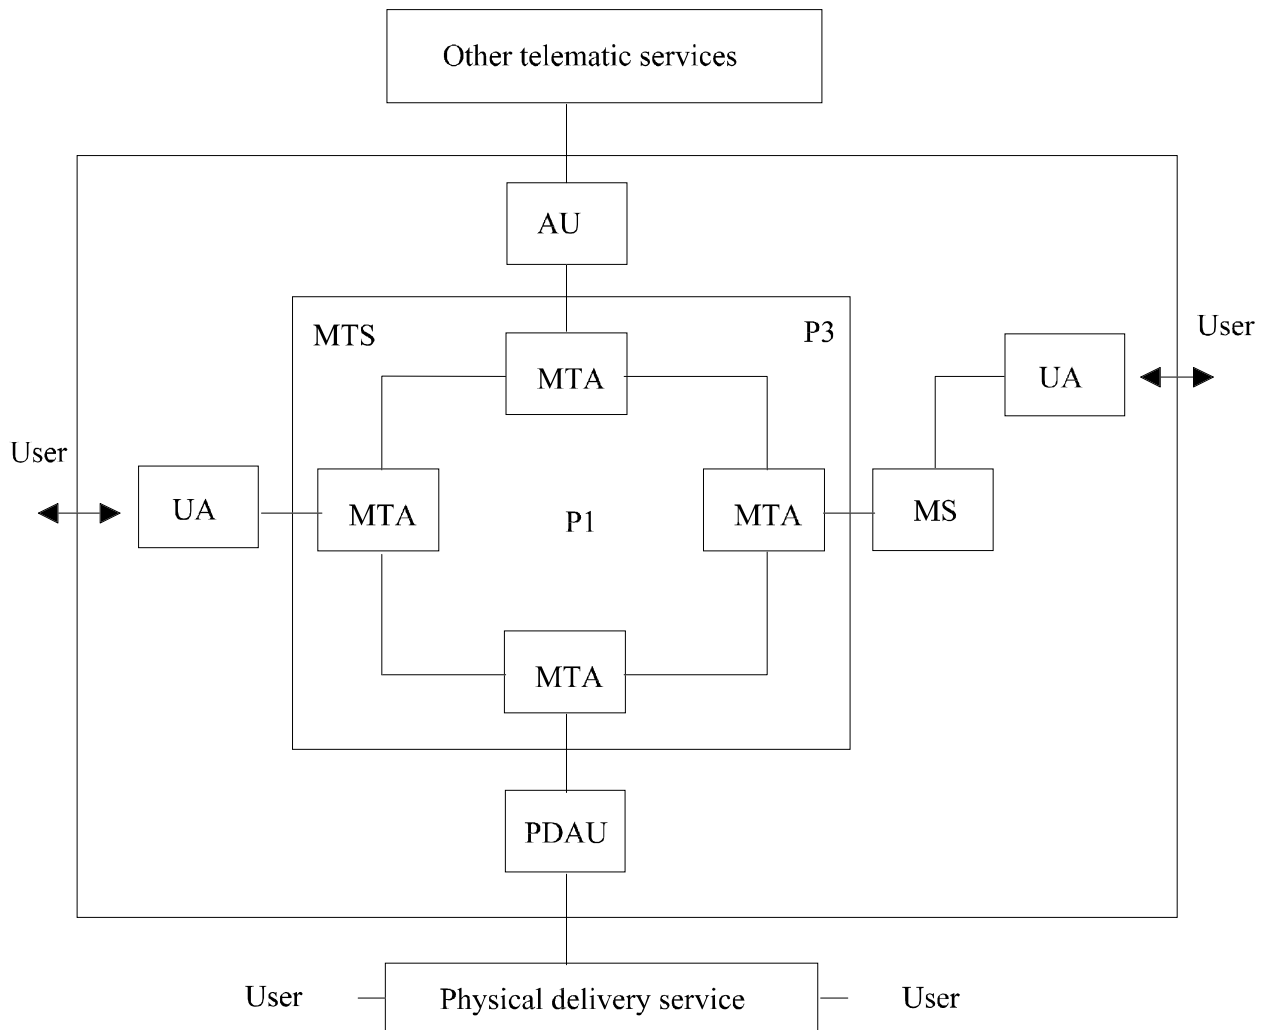 Other telematic services
AU
MTS
P3
User
MTA
UA
User
UA
MTA
P1
MTA
MS
MTA
PDAU
User
Physical delivery service
User